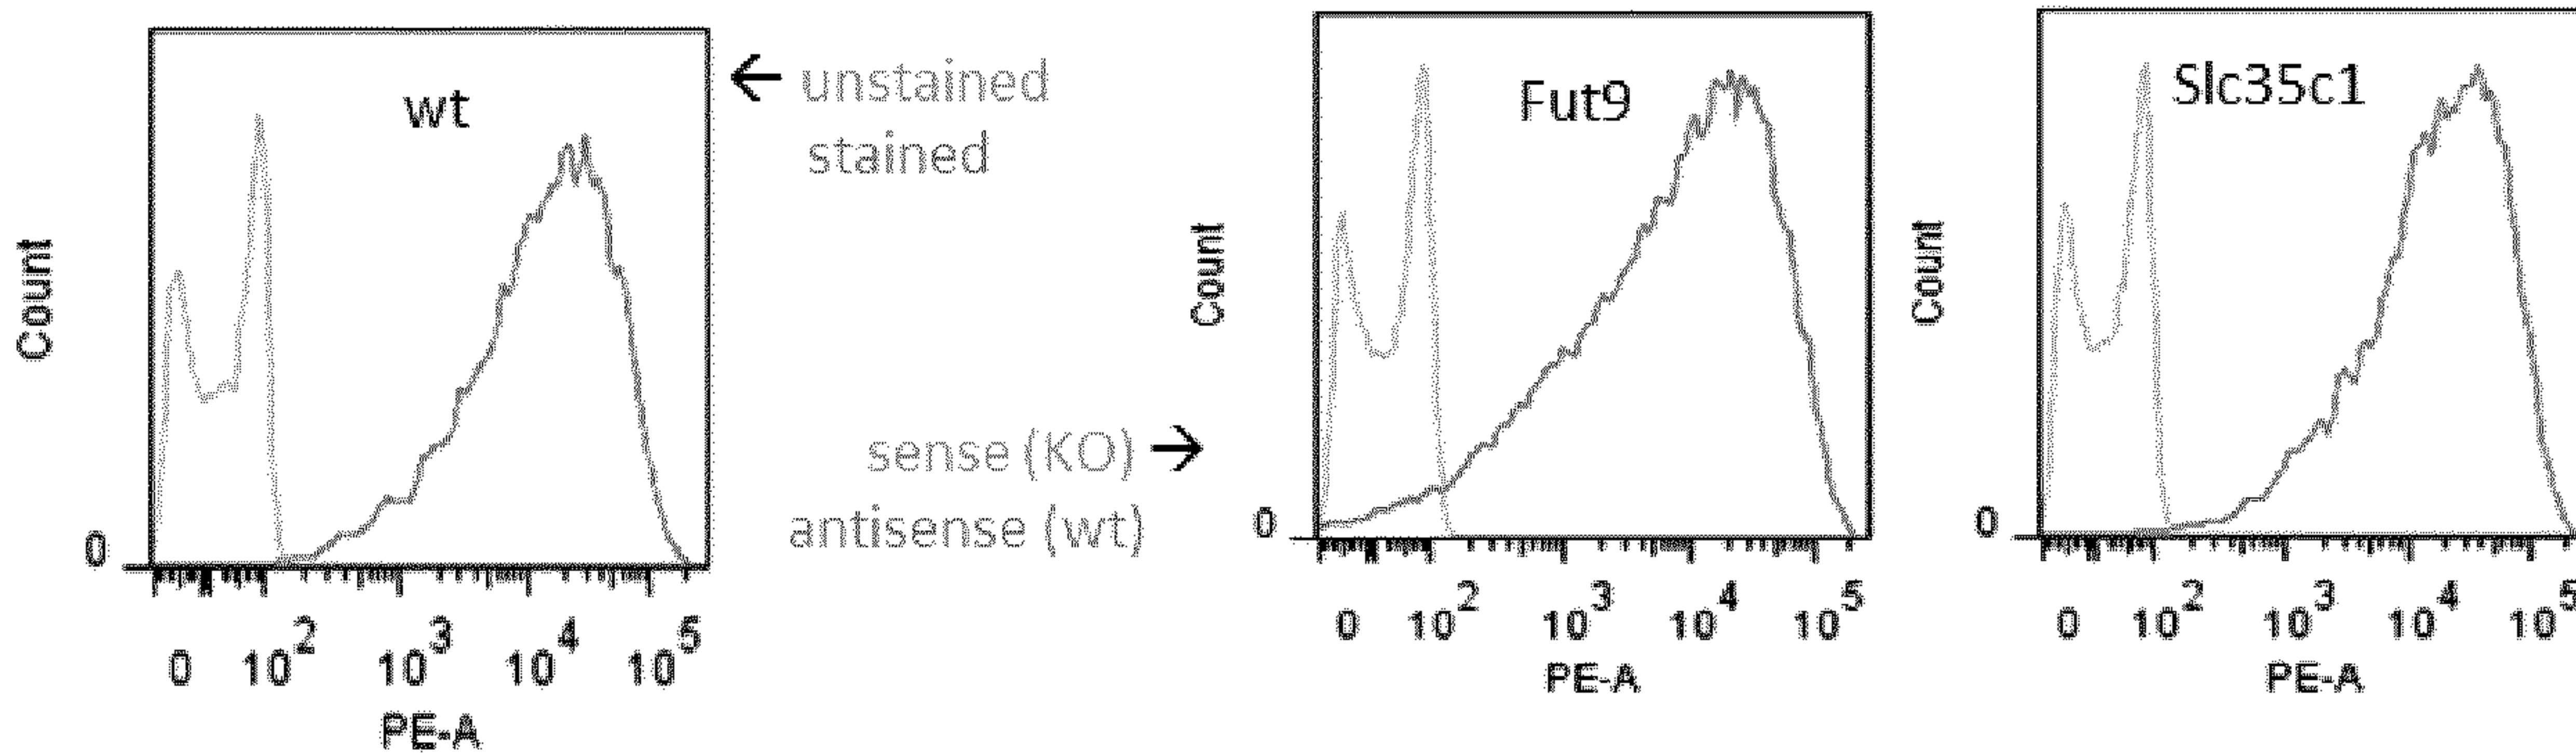 wt
Count
0
0 10^2 10^3 10^4 10^5
PE-A
← unstained
stained
sense (KO) →
antisense (wt)
Fut9
Count
0
0 10^2 10^3 10^4 10^5
PE-A
Slc35c1
Count
0
0 10^2 10^3 10^4 10^5
PE-A